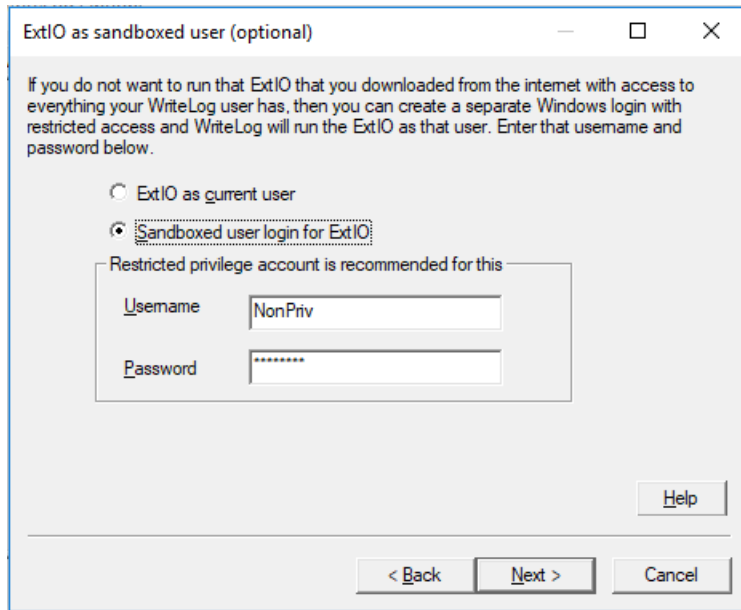 ExtIO as sandboxed user (optional)
If you do not want to run that ExtIO that you downloaded from the internet with access to
everything your WriteLog user has, then you can create a separate Windows login with
restricted access and WriteLog will run the ExtIO as that user. Enter that username and
password below.
ExtIO as current user
Sandboxed user login for ExtIO
Restricted privilege account is recommended for this
Username
NonPriv
Password
********
Help
< Back
Next >
Cancel